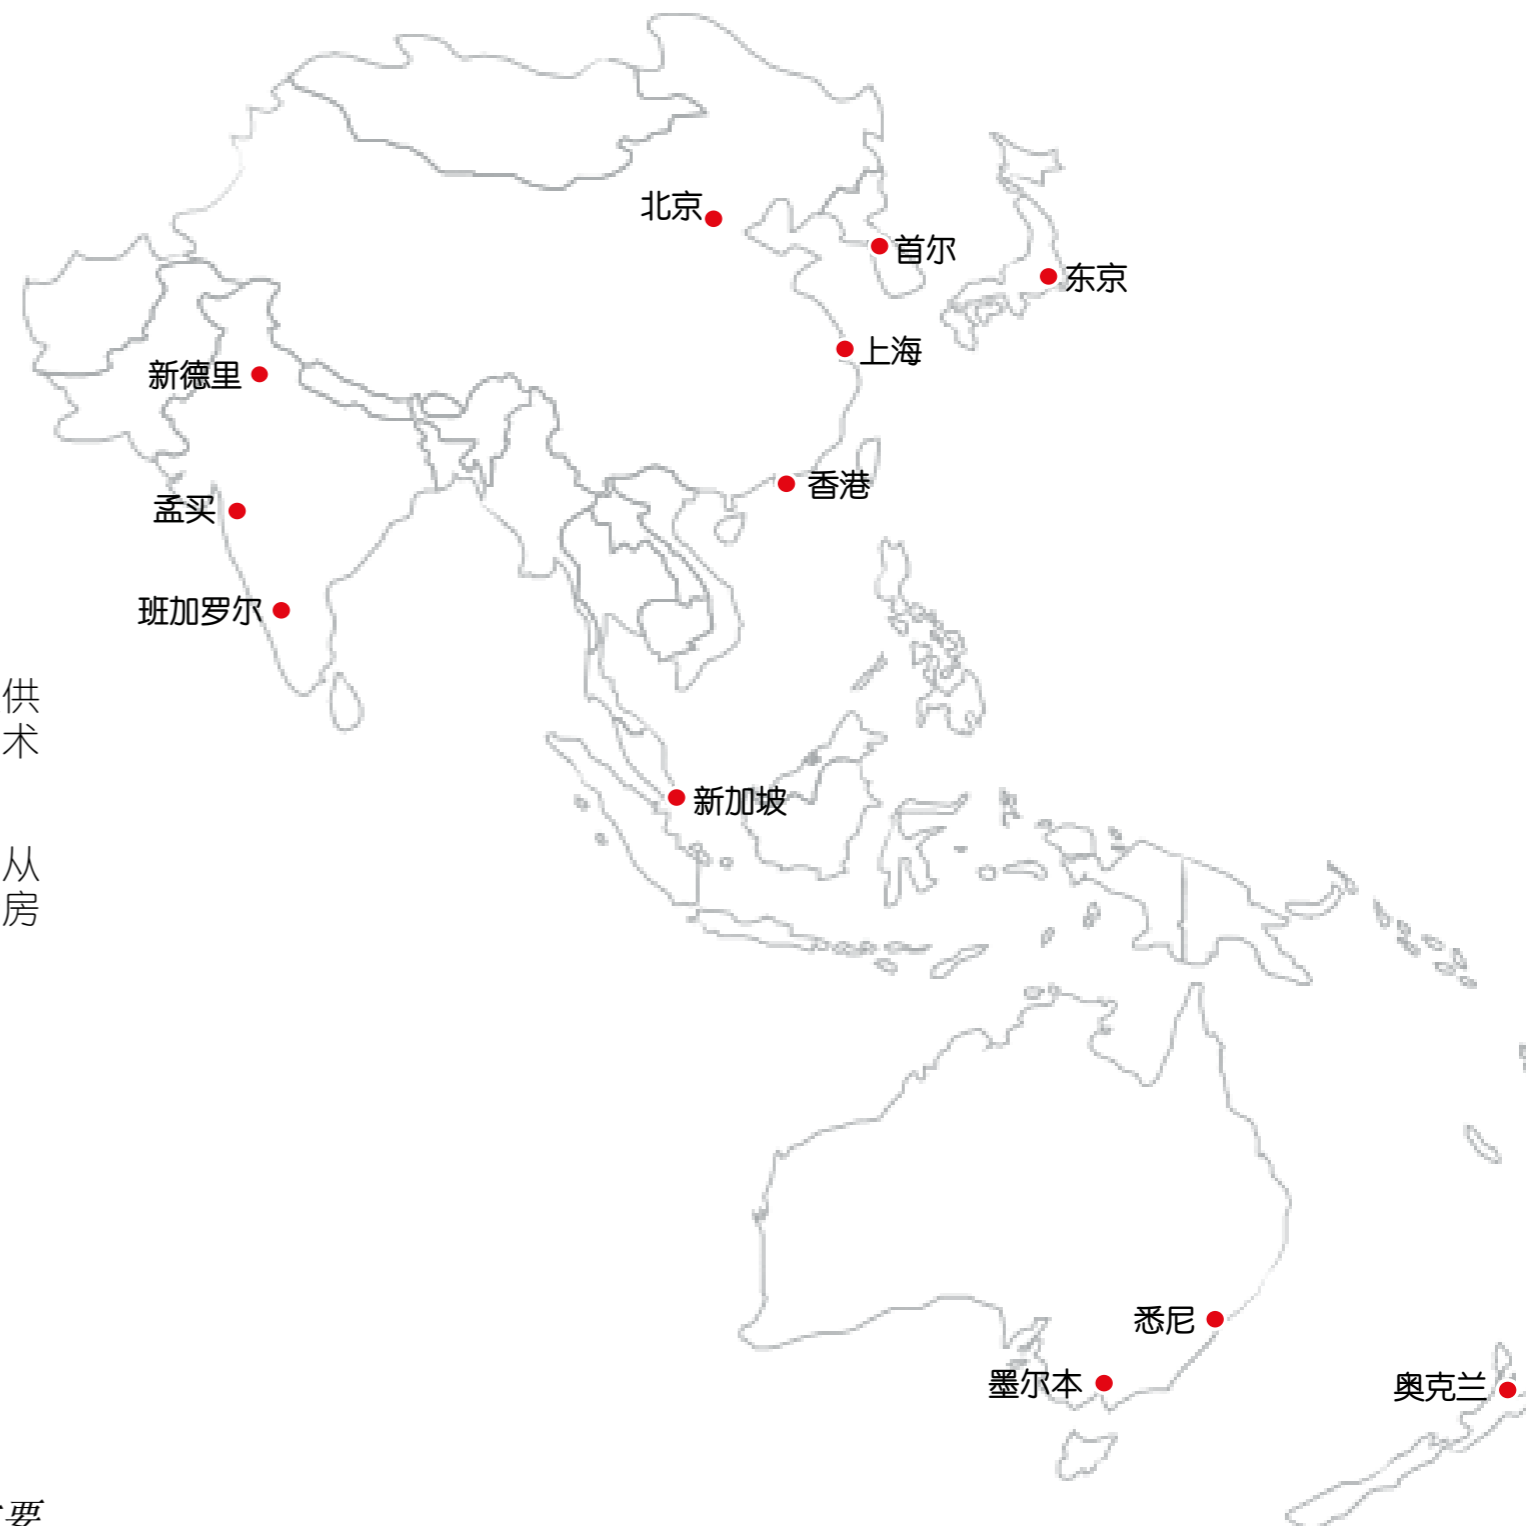 北京
首尔
东京
上海
新德里
香港
孟买
班加罗尔
供
术
新加坡
从
房
悉尼
墨尔本
奥克兰
要